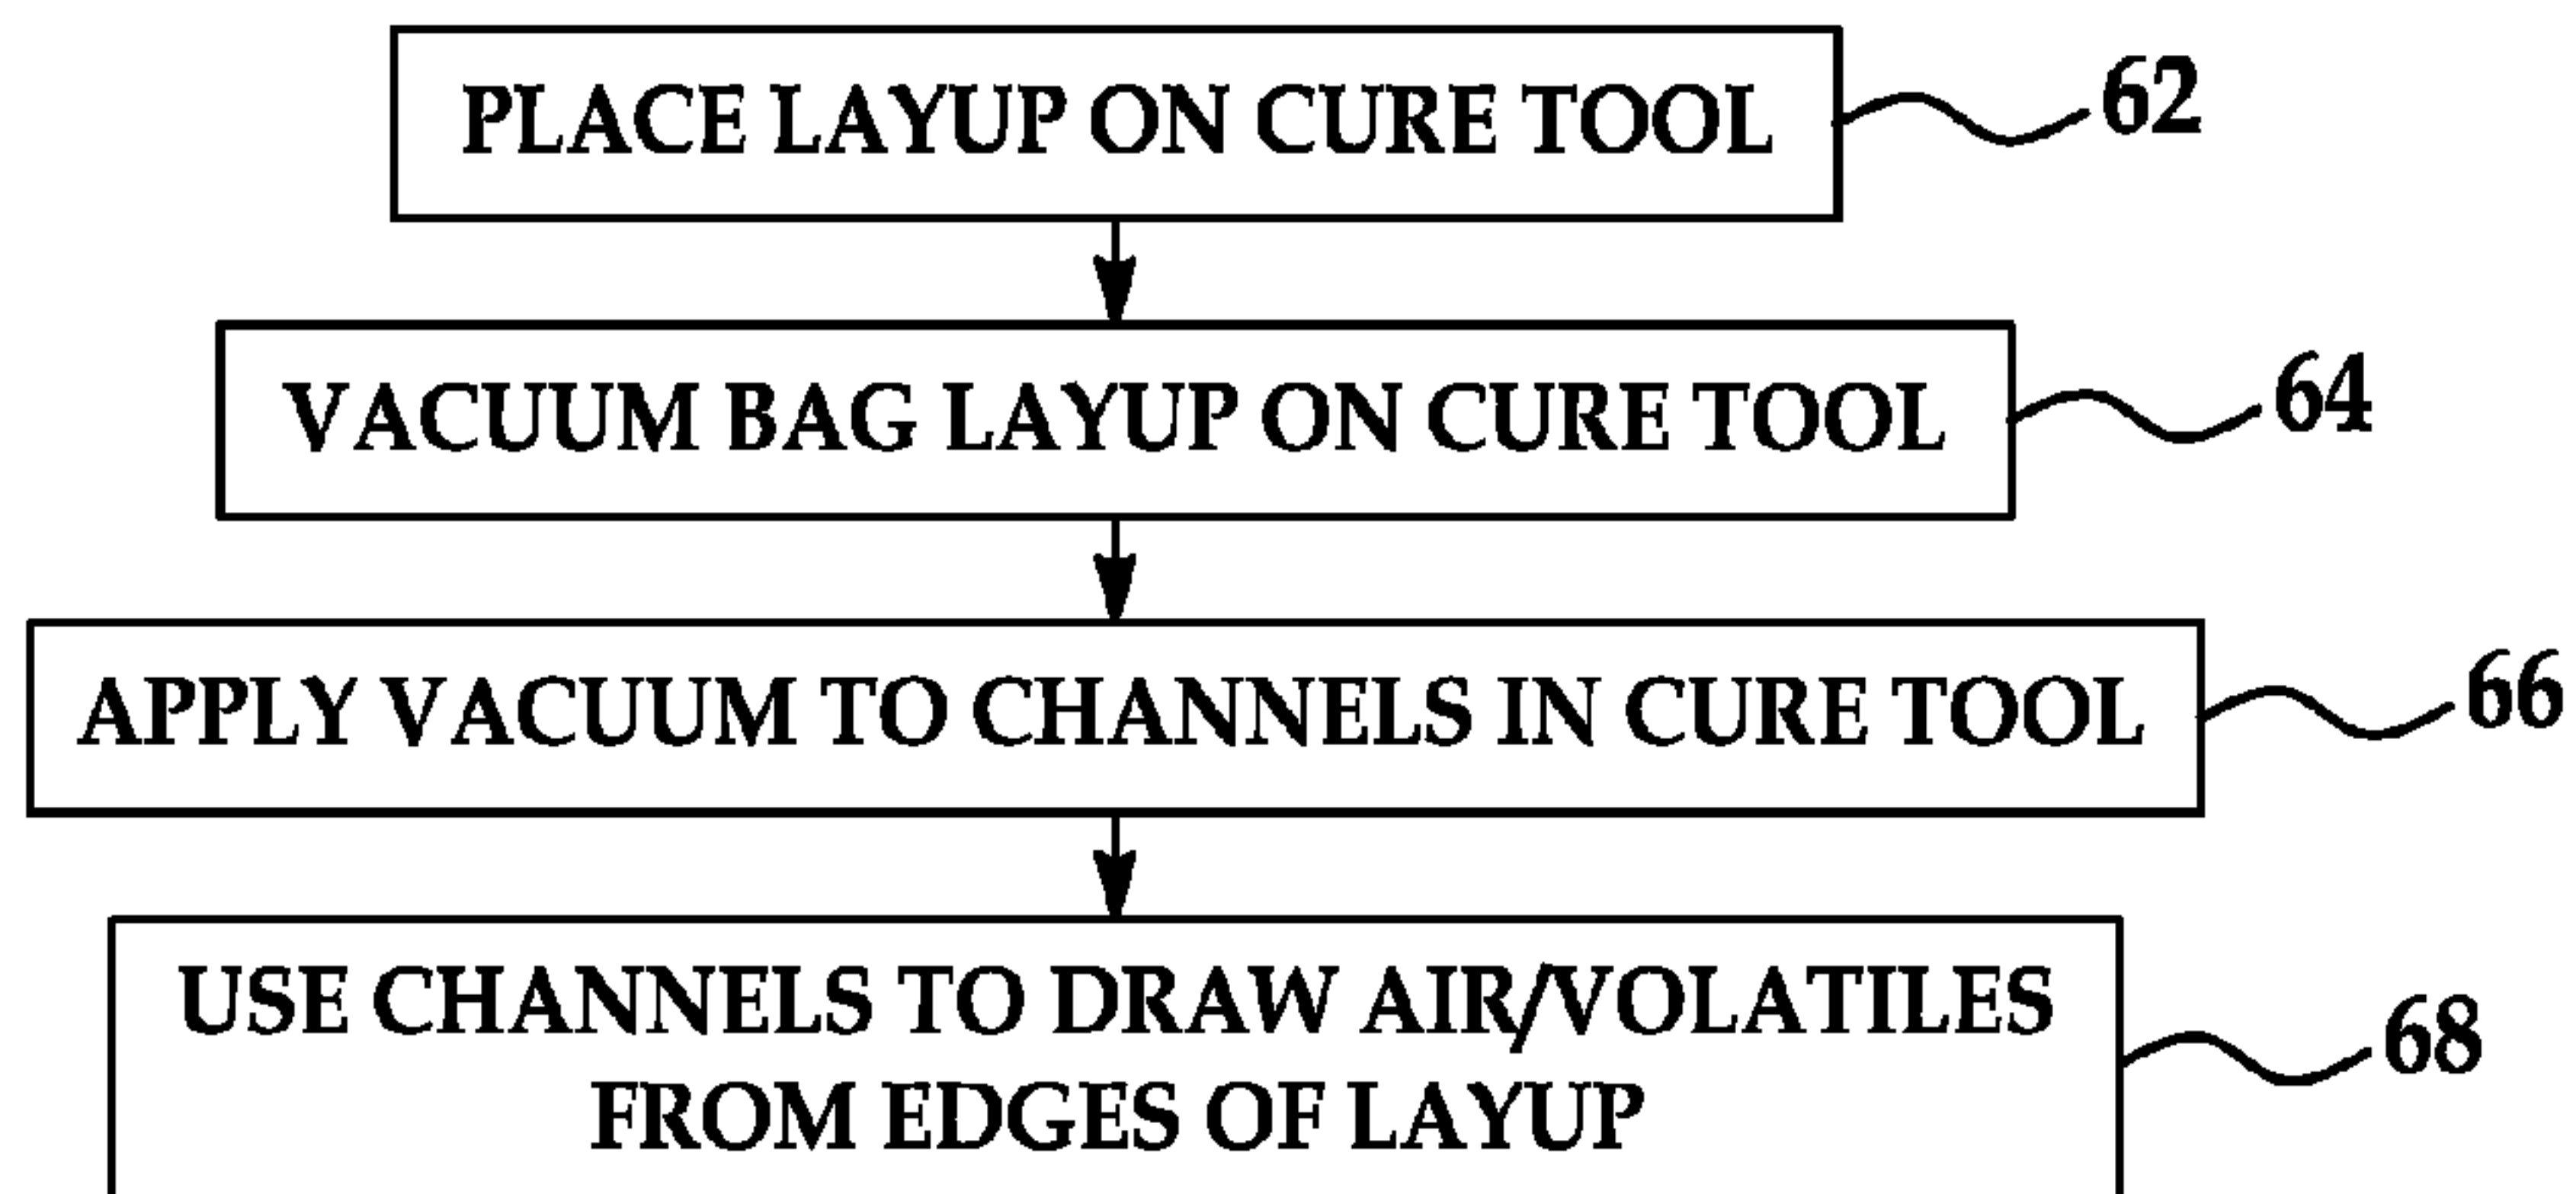 PLACE LAYUP ON CURE TOOL
62
VACUUM BAG LAYUP ON CURE TOOL
64
APPLY VACUUM TO CHANNELS IN CURE TOOL
66
USE CHANNELS TO DRAW AIR/VOLATILES
FROM EDGES OF LAYUP
68